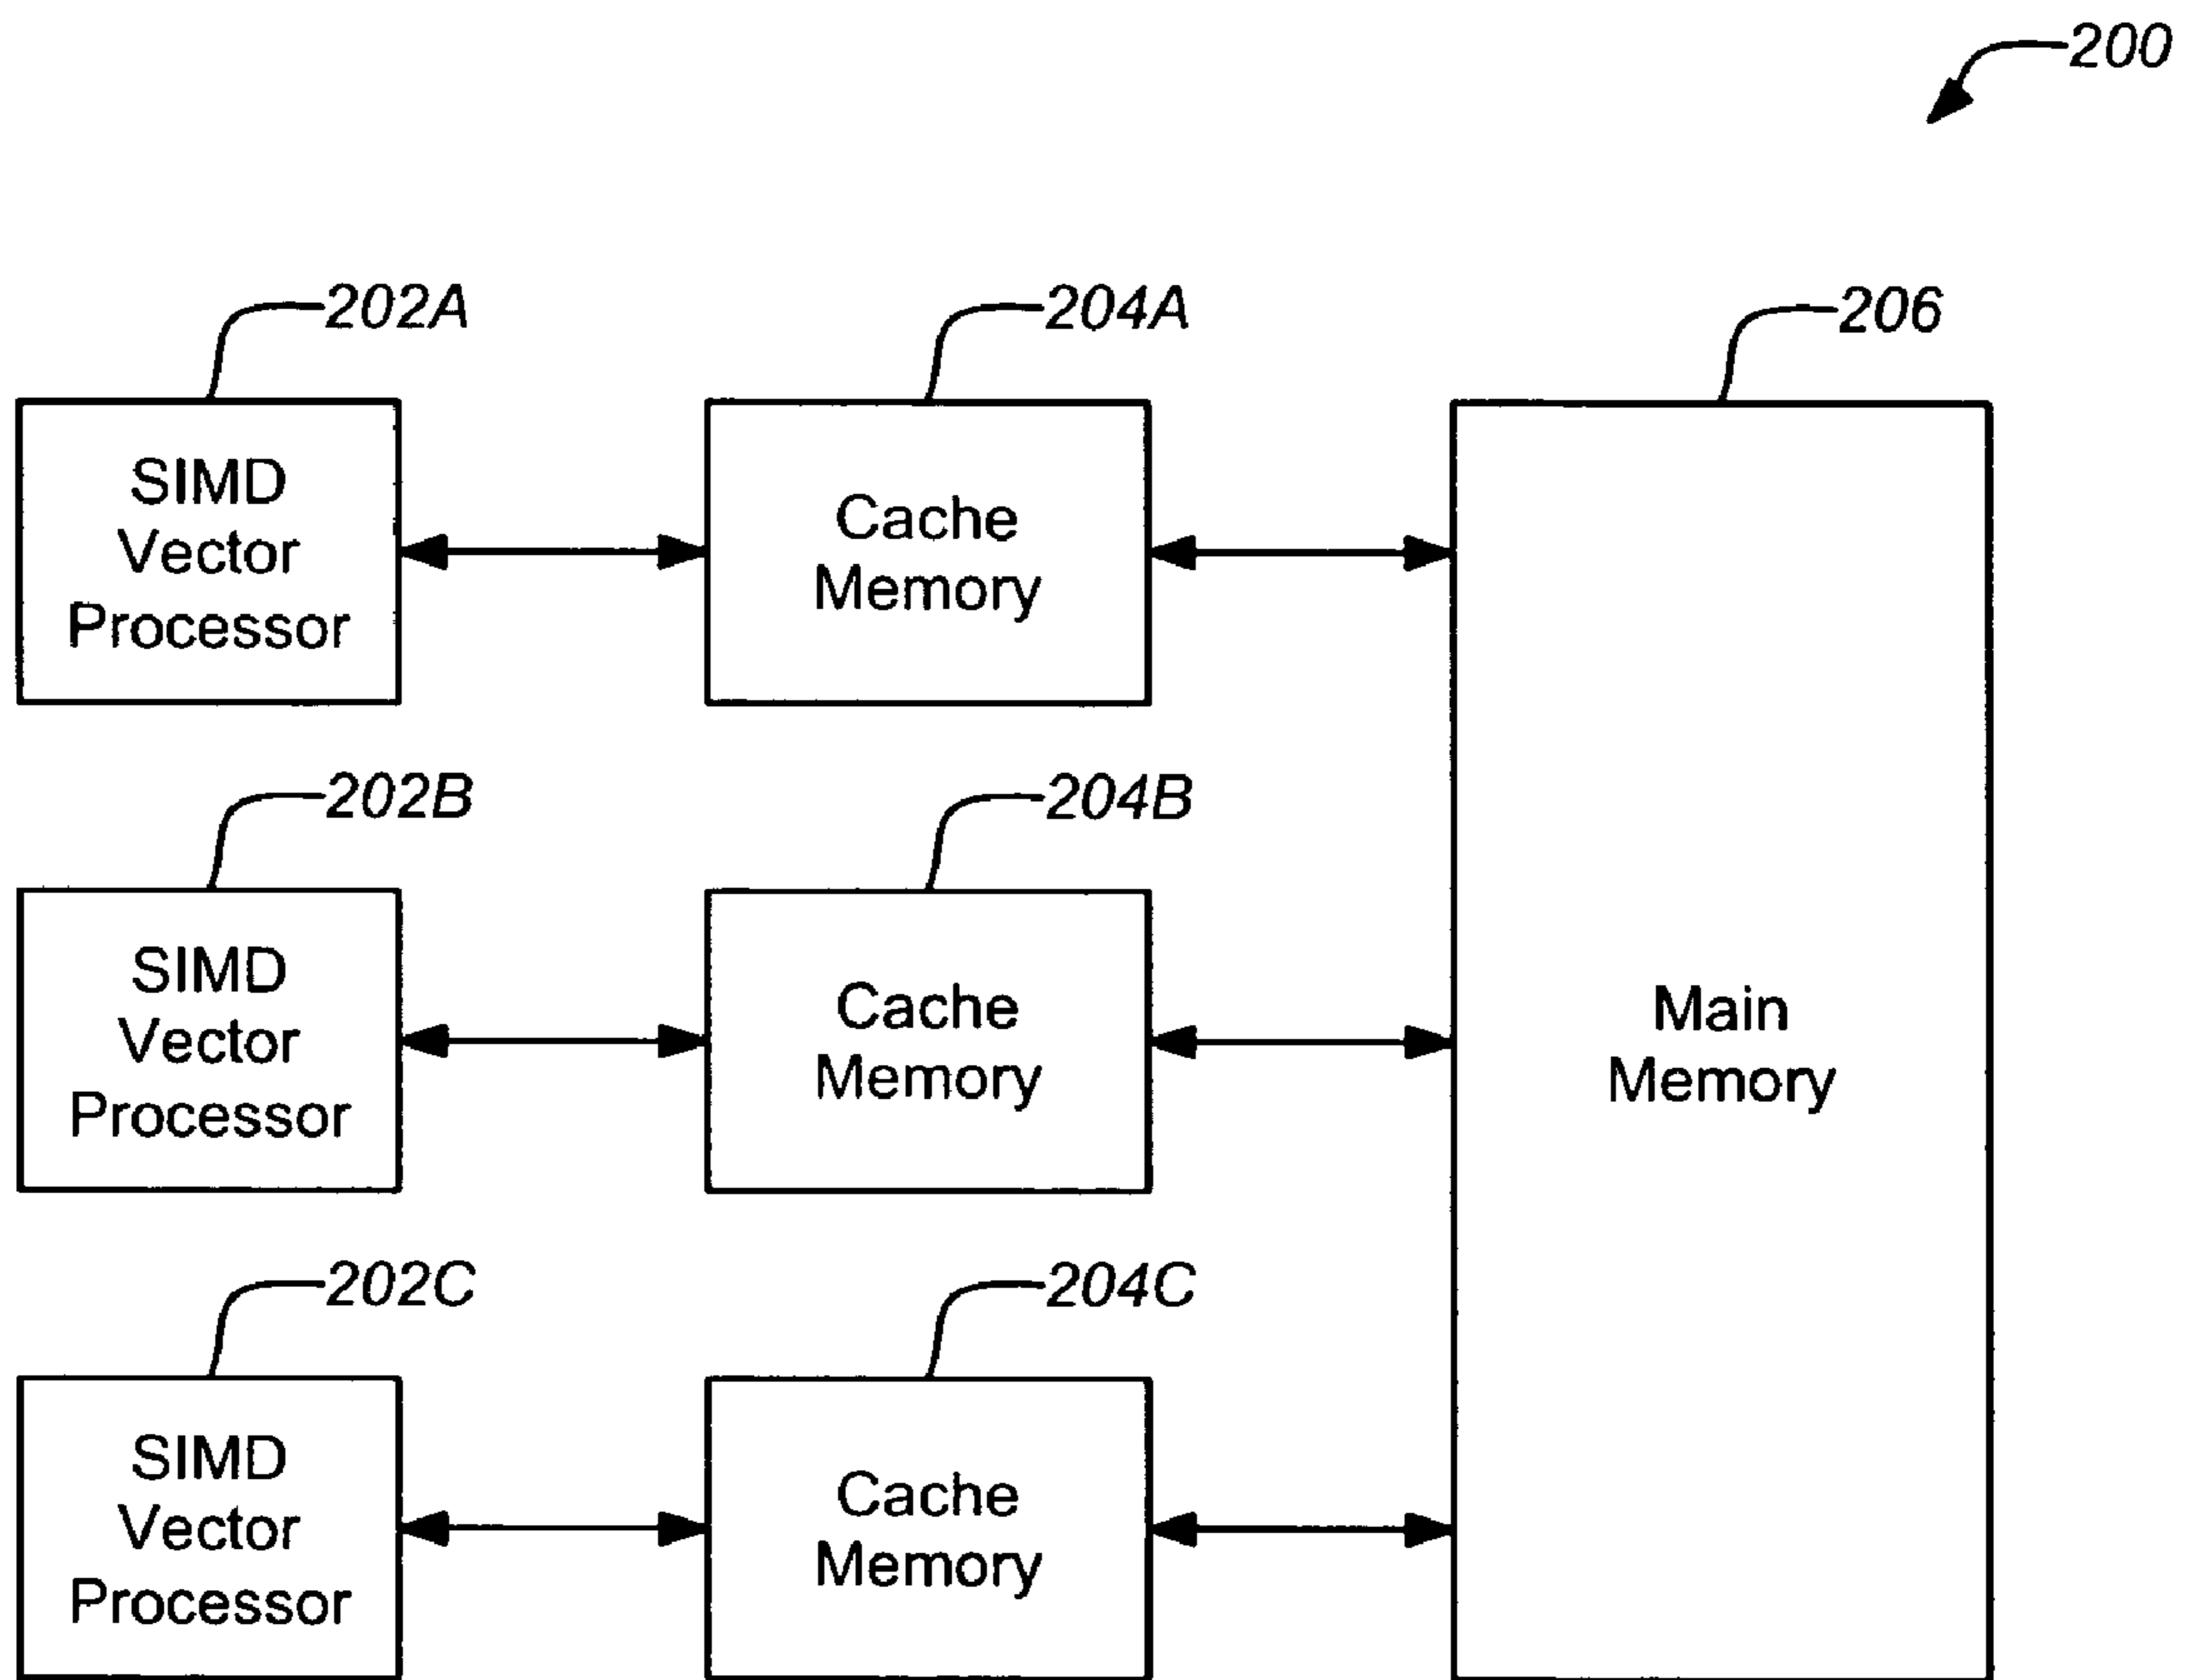 200
202A
204A
206
SIMD
Vector
Processor
Cache
Memory
202B
204B
SIMD
Vector
Processor
Cache
Memory
Main
Memory
202C
204C
SIMD
Vector
Processor
Cache
Memory